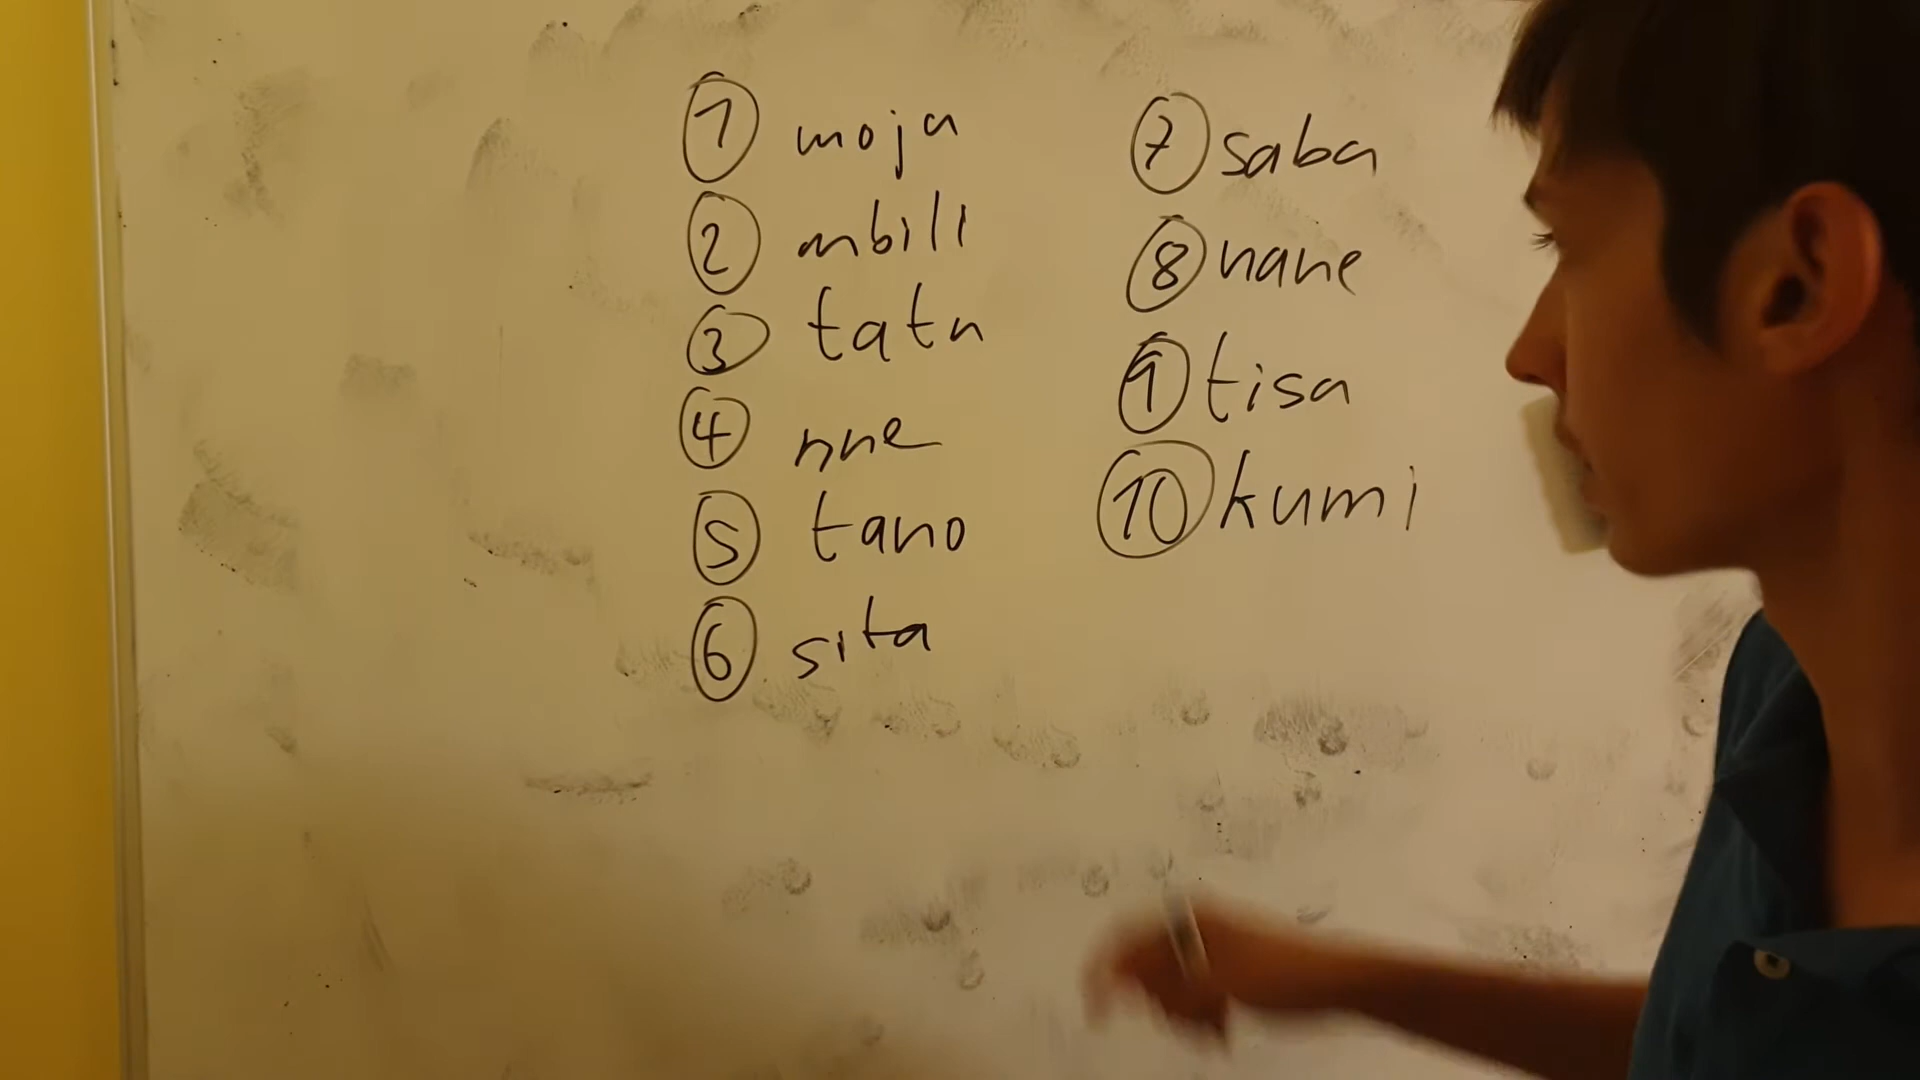 1 moja
2 mbili
3 tatu
4 nne
5 tano
6 sita
7 saba
8 nane
9 tisa
10 kumi